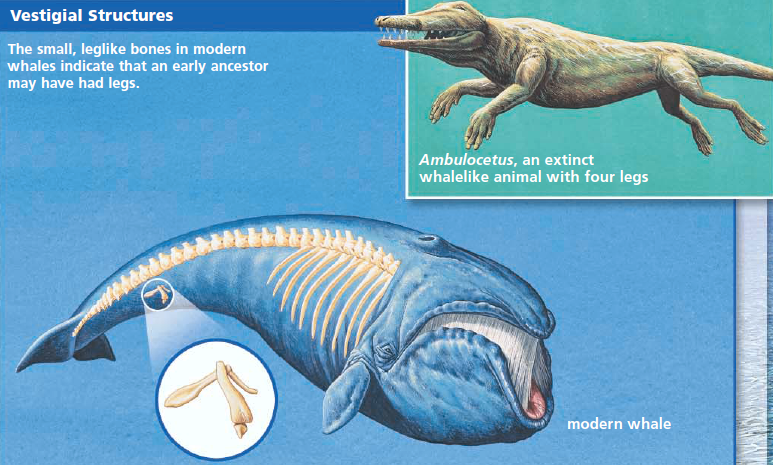 Vestigial Structures
The small, leglike bones in modern
whales indicate that an early ancestor
may have had legs.
Ambulocetus, an extinct
whalelike animal with four legs
modern whale